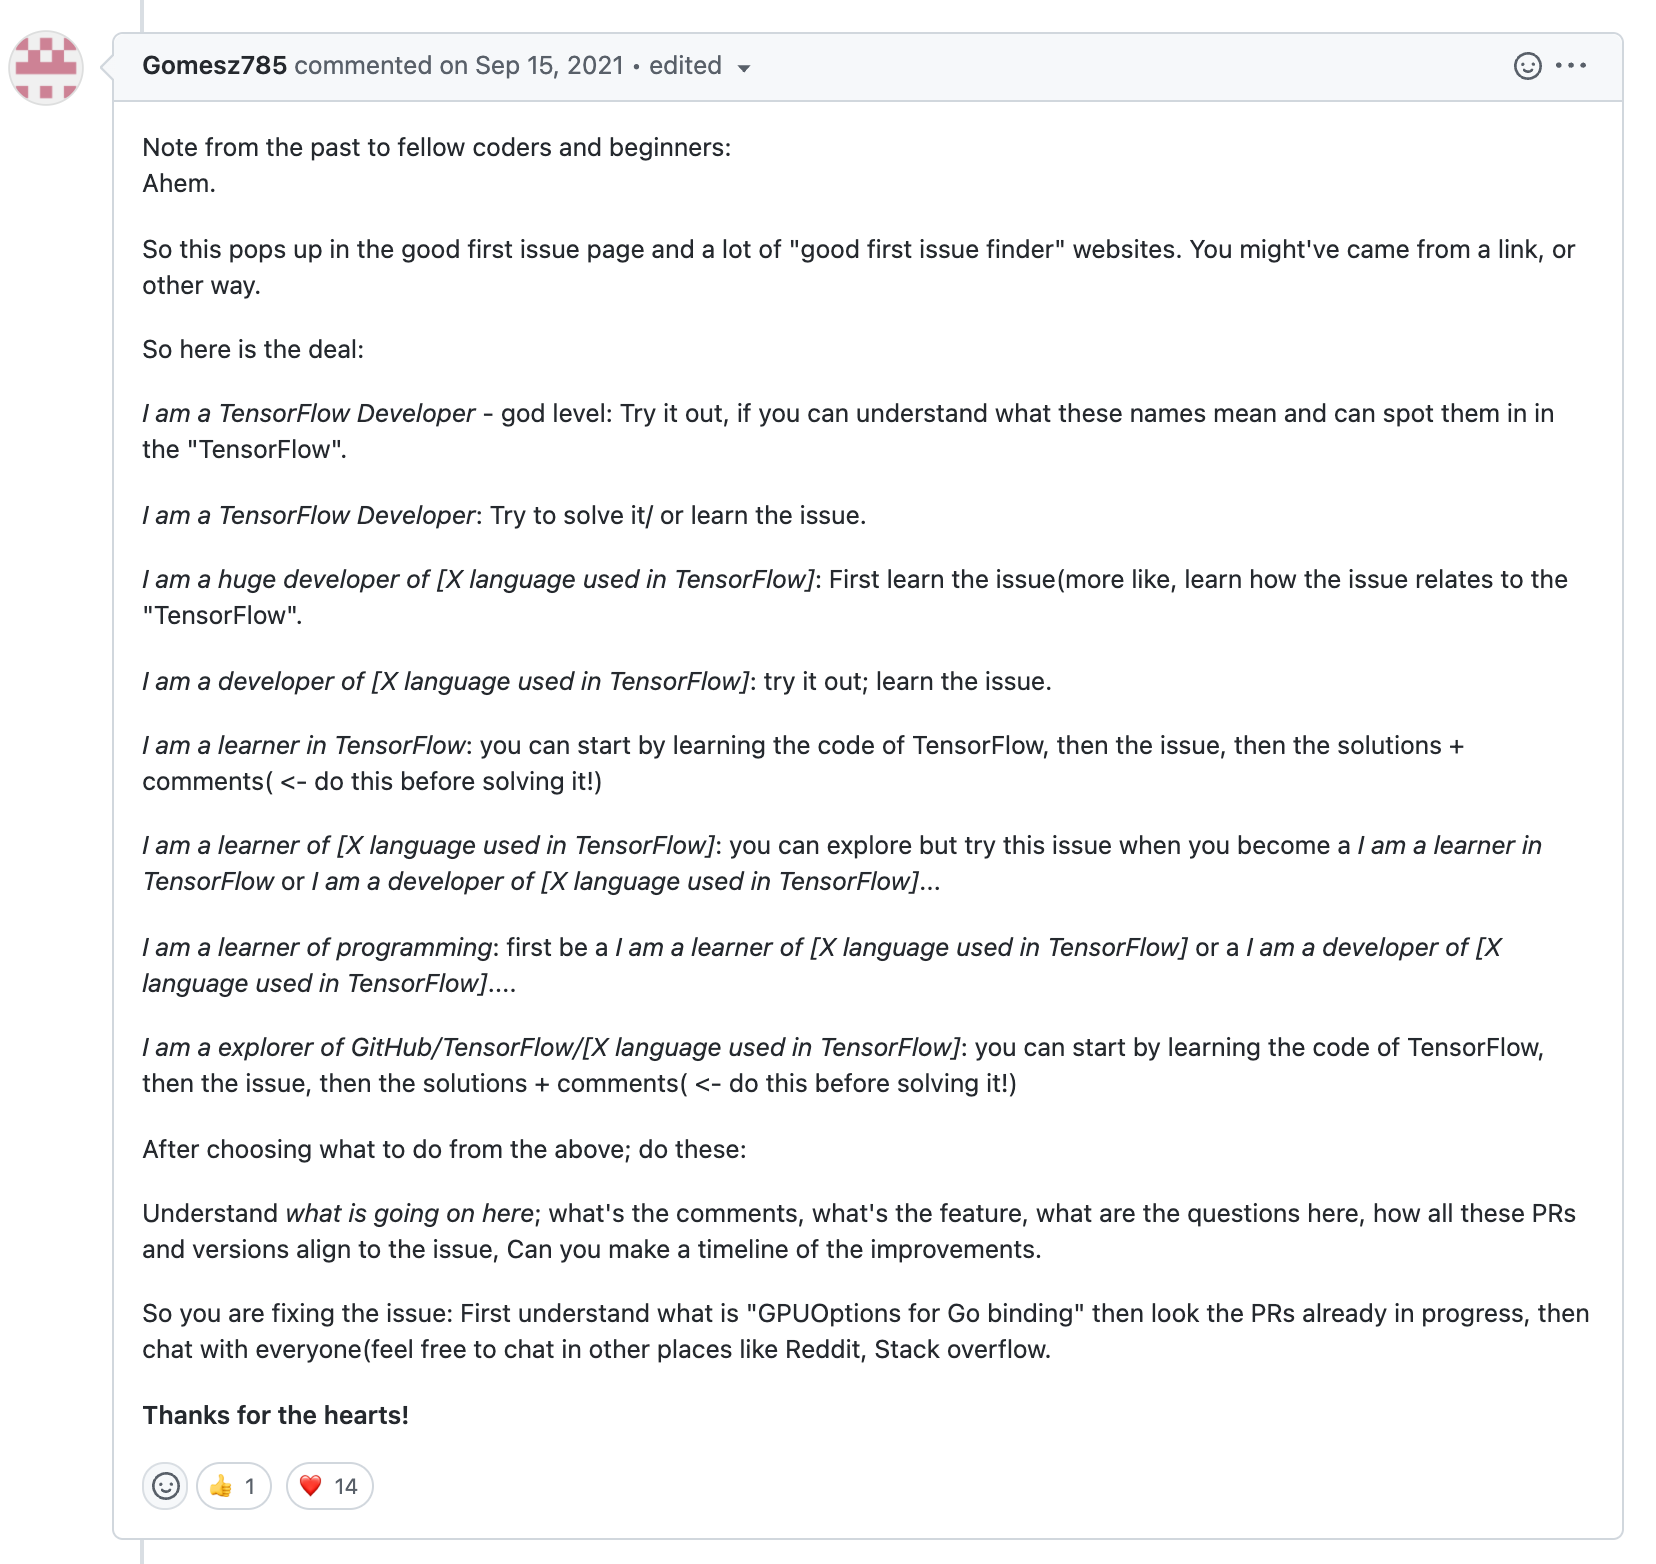 Gomesz785 commented on Sep 15, 2021 • edited
Note from the past to fellow coders and beginners:
Ahem.
So this pops up in the good first issue page and a lot of "good first issue finder" websites. You might've came from a link, or
other way.
So here is the deal:
I am a TensorFlow Developer - god level: Try it out, if you can understand what these names mean and can spot them in in
the "TensorFlow".
I am a TensorFlow Developer: Try to solve it/ or learn the issue.
I am a huge developer of [X language used in TensorFlow]: First learn the issue(more like, learn how the issue relates to the
"TensorFlow".
I am a developer of [X language used in TensorFlow]: try it out; learn the issue.
I am a learner in TensorFlow: you can start by learning the code of TensorFlow, then the issue, then the solutions +
comments( <- do this before solving it!)
I am a learner of [X language used in TensorFlow]: you can explore but try this issue when you become a I am a learner in
TensorFlow or I am a developer of [X language used in TensorFlow]...
I am a learner of programming: first be a I am a learner of [X language used in TensorFlow] or a I am a developer of [X
language used in TensorFlow]....
I am a explorer of GitHub/TensorFlow/[X language used in TensorFlow]: you can start by learning the code of TensorFlow,
then the issue, then the solutions + comments( <- do this before solving it!)
After choosing what to do from the above; do these:
Understand what is going on here; what's the comments, what's the feature, what are the questions here, how all these PRs
and versions align to the issue, Can you make a timeline of the improvements.
So you are fixing the issue: First understand what is "GPUOptions for Go binding" then look the PRs already in progress, then
chat with everyone(feel free to chat in other places like Reddit, Stack overflow.
Thanks for the hearts!
1 14